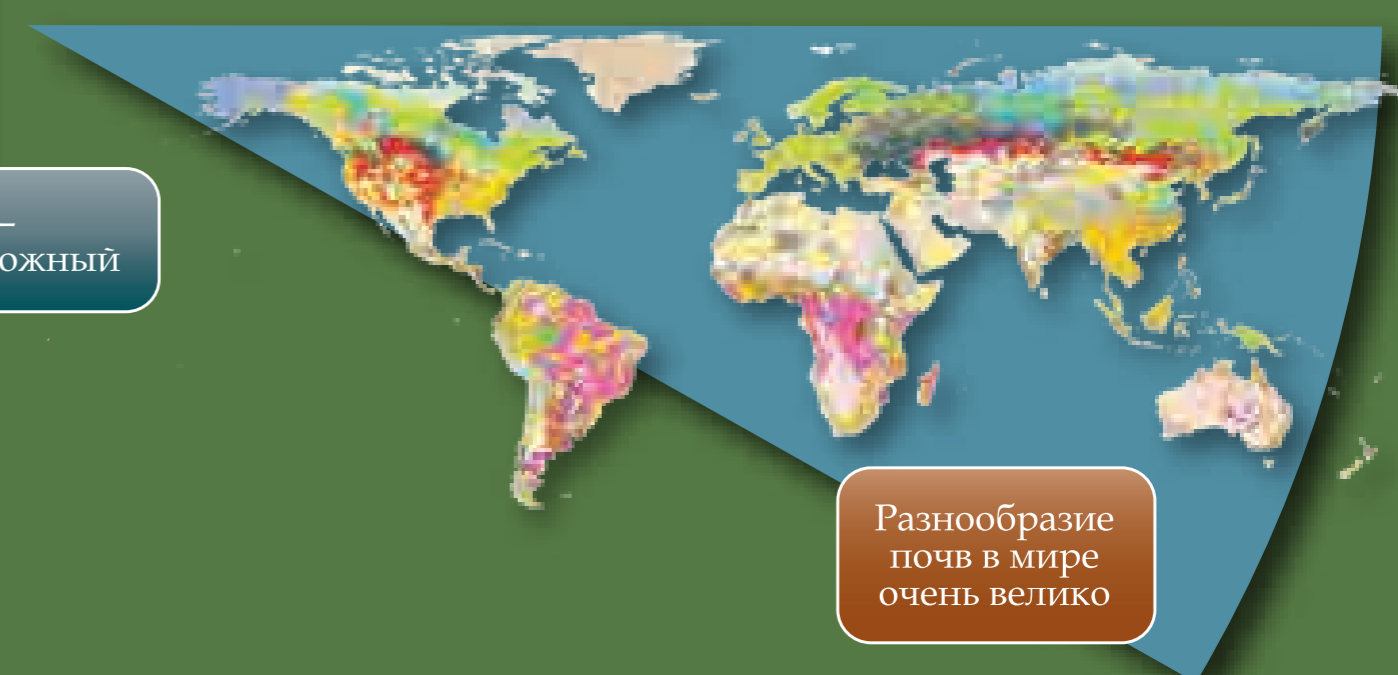 –
Разнообразие
почв в мире
очень велико